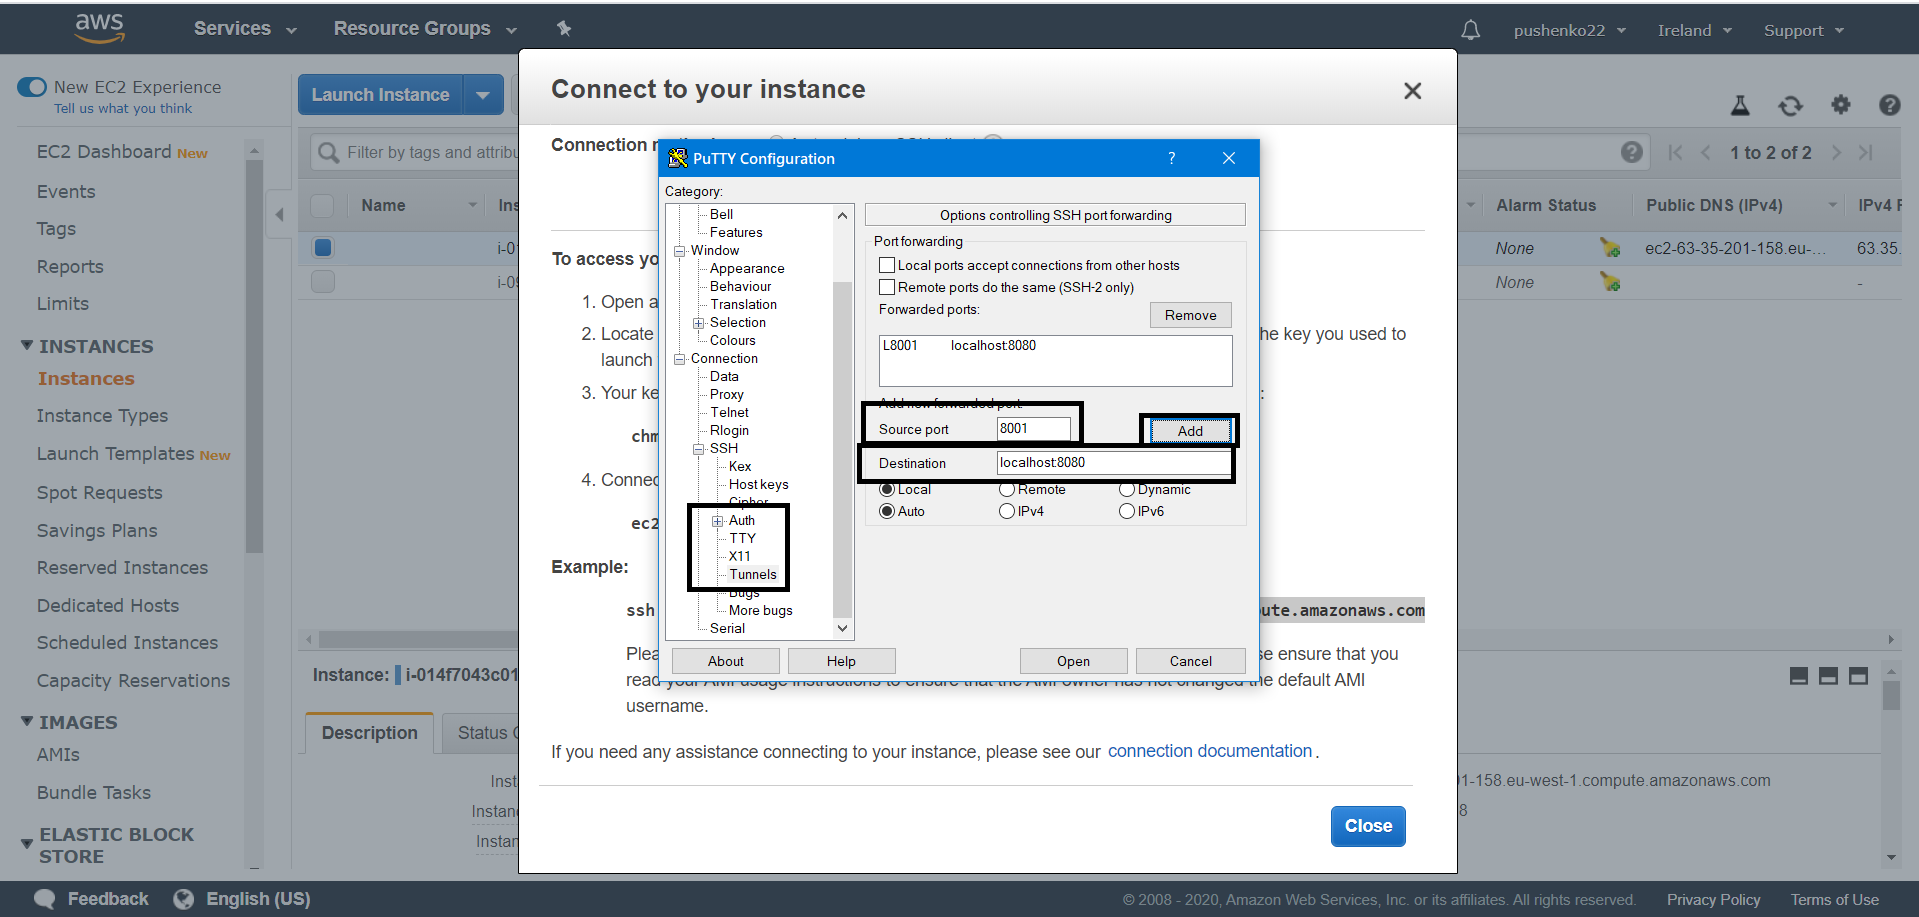 aws
Services
Resource Groups
pushenko22
Ireland
Support
New EC2 Experience
Tell us what you think
EC2 Dashboard New
Events
Tags
Reports
Limits
INSTANCES
Instances
Instance Types
Launch Templates New
Spot Requests
Savings Plans
Reserved Instances
Dedicated Hosts
Scheduled Instances
Capacity Reservations
IMAGES
AMIs
Bundle Tasks
ELASTIC BLOCK
STORE
Launch Instance
Filter by tags and attribu
1 to 2 of 2
Name
Ins
Alarm Status
Public DNS (IPv4)
IPv4 P
i-01
None
ec2-63-35-201-158.eu-...
63.35.
i-09
None
-
Instance:
i-014f7043c01
Description
Status C
Inst
Instanc
Instan
1-158.eu-west-1.compute.amazonaws.com
8
Connect to your instance
Connection
To access yo
1. Open a
2. Locate
he key you used to
launch
3. Your ke
:
chm
4. Connec
ec2
Example:
ssh
ute.amazonaws.com
Plea
se ensure that you
read your AMI usage instructions to ensure that the AMI owner has not changed the default AMI
username.
If you need any assistance connecting to your instance, please see our connection documentation .
Close
PuTTY Configuration
?
Category:
Bell
Features
Window
Appearance
Behaviour
Translation
Selection
Colours
Connection
Data
Proxy
Telnet
Rlogin
SSH
Kex
Host keys
Cipher
Auth
TTY
X11
Tunnels
Bugs
More bugs
Serial
Options controlling SSH port forwarding
Port forwarding
Local ports accept connections from other hosts
Remote ports do the same (SSH-2 only)
Forwarded ports:
Remove
L8001 localhost:8080
Add new forwarded port:
Source port
8001
Add
Destination
localhost:8080
Local
Remote
Dynamic
Auto
IPv4
IPv6
About
Help
Open
Cancel
Feedback
English (US)
© 2008 - 2020, Amazon Web Services, Inc. or its affiliates. All rights reserved.
Privacy Policy
Terms of Use